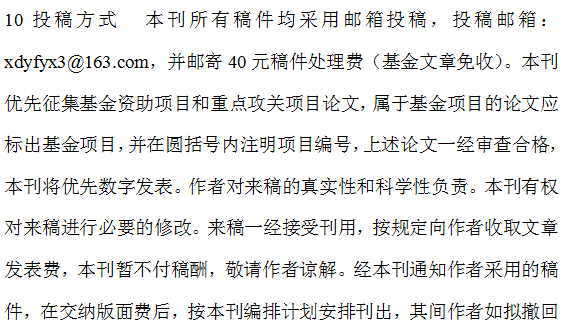 10 投稿方式 本刊所有稿件均采用邮箱投稿，投稿邮箱：
xdyfyx3@163.com，并邮寄 40 元稿件处理费（基金文章免收）。本刊
优先征集基金资助项目和重点攻关项目论文，属于基金项目的论文应
标出基金项目，并在圆括号内注明项目编号，上述论文一经审查合格，
本刊将优先数字发表。作者对来稿的真实性和科学性负责。本刊有权
对来稿进行必要的修改。来稿一经接受刊用，按规定向作者收取文章
发表费，本刊暂不付稿酬，敬请作者谅解。经本刊通知作者采用的稿
件，在交纳版面费后，按本刊编排计划安排刊出，其间作者如拟撤回